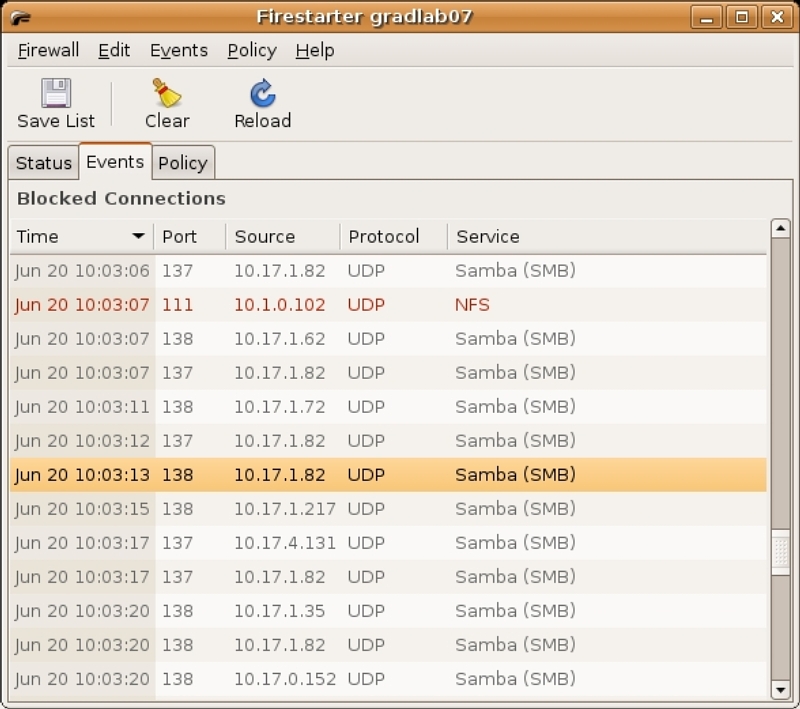 Firestarter gradlab07
Firewall Edit Events Policy Help
Save List Clear Reload
Status Events Policy
Blocked Connections
Time Port Source Protocol Service
Jun 20 10:03:06 137 10.17.1.82 UDP Samba (SMB)
Jun 20 10:03:07 111 10.1.0.102 UDP NFS
Jun 20 10:03:07 138 10.17.1.62 UDP Samba (SMB)
Jun 20 10:03:07 137 10.17.1.82 UDP Samba (SMB)
Jun 20 10:03:11 138 10.17.1.72 UDP Samba (SMB)
Jun 20 10:03:12 137 10.17.1.82 UDP Samba (SMB)
Jun 20 10:03:13 138 10.17.1.82 UDP Samba (SMB)
Jun 20 10:03:15 138 10.17.1.217 UDP Samba (SMB)
Jun 20 10:03:17 137 10.17.4.131 UDP Samba (SMB)
Jun 20 10:03:17 137 10.17.1.82 UDP Samba (SMB)
Jun 20 10:03:20 138 10.17.1.35 UDP Samba (SMB)
Jun 20 10:03:20 138 10.17.1.82 UDP Samba (SMB)
Jun 20 10:03:20 138 10.17.0.152 UDP Samba (SMB)